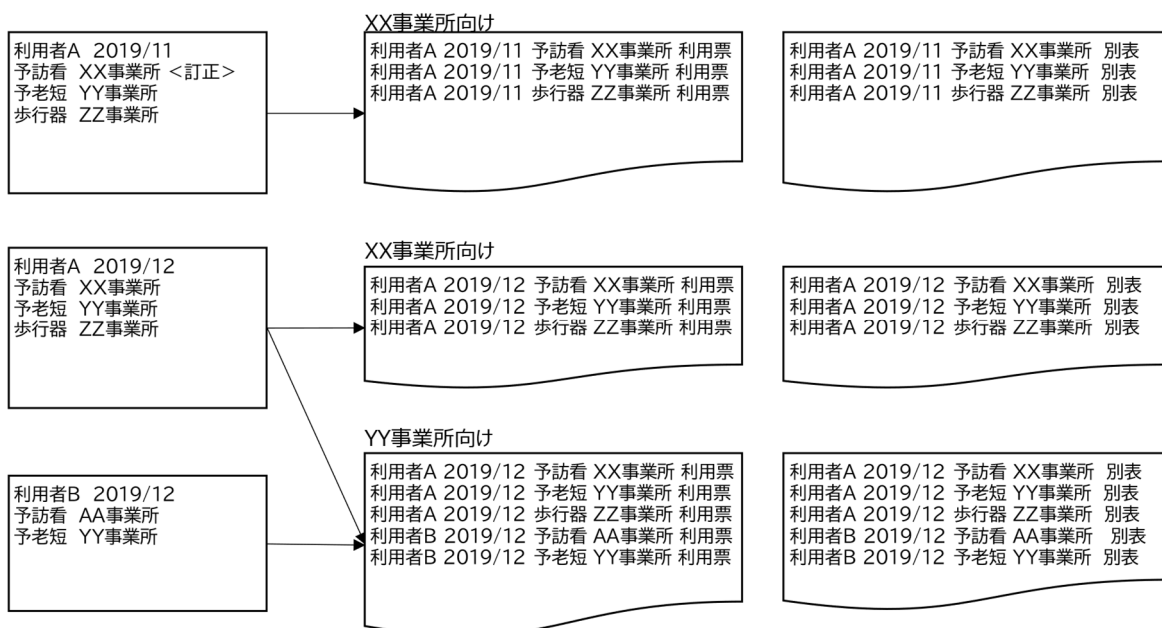 XX事業所向け
利用者A 2019/11
予訪看 XX事業所 <訂正>
予老短 YY事業所
歩行器 ZZ事業所
利用者A 2019/11 予訪看 XX事業所 利用票
利用者A 2019/11 予老短 YY事業所 利用票
利用者A 2019/11 歩行器 ZZ事業所 利用票
利用者A 2019/11 予訪看 XX事業所 別表
利用者A 2019/11 予老短 YY事業所 別表
利用者A 2019/11 歩行器 ZZ事業所 別表
XX事業所向け
利用者A 2019/12
予訪看 XX事業所
予老短 YY事業所
歩行器 ZZ事業所
利用者A 2019/12 予訪看 XX事業所 利用票
利用者A 2019/12 予老短 YY事業所 利用票
利用者A 2019/12 歩行器 ZZ事業所 利用票
利用者A 2019/12 予訪看 XX事業所 別表
利用者A 2019/12 予老短 YY事業所 別表
利用者A 2019/12 歩行器 ZZ事業所 別表
YY事業所向け
利用者B 2019/12
予訪看 AA事業所
予老短 YY事業所
利用者A 2019/12 予訪看 XX事業所 利用票
利用者A 2019/12 予老短 YY事業所 利用票
利用者A 2019/12 歩行器 ZZ事業所 利用票
利用者B 2019/12 予訪看 AA事業所 利用票
利用者B 2019/12 予老短 YY事業所 利用票
利用者A 2019/12 予訪看 XX事業所 別表
利用者A 2019/12 予老短 YY事業所 別表
利用者A 2019/12 歩行器 ZZ事業所 別表
利用者B 2019/12 予訪看 AA事業所 別表
利用者B 2019/12 予老短 YY事業所 別表